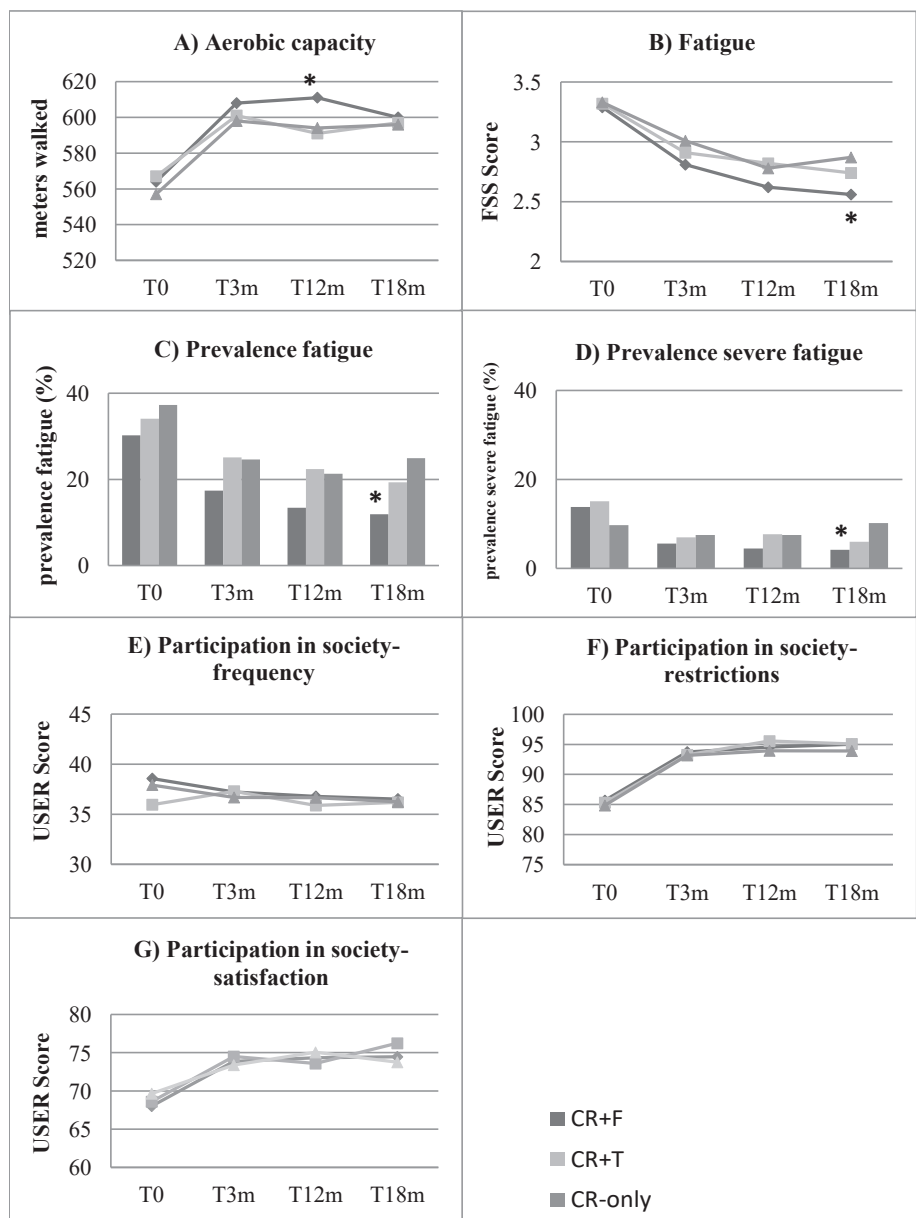 A) Aerobic capacity
meters walked
620
600
580
560
540
520
*
T0 T3m T12m T18m
B) Fatigue
FSS Score
3.5
3
2.5
2
*
T0 T3m T12m T18m
C) Prevalence fatigue
prevalence fatigue (%)
40
20
0
*
T0 T3m T12m T18m
D) Prevalence severe fatigue
prevalence severe fatigue (%)
40
20
0
*
T0 T3m T12m T18m
E) Participation in society-
frequency
USER Score
45
40
35
30
T0 T3m T12m T18m
F) Participation in society-
restrictions
USER Score
100
95
90
85
80
75
T0 T3m T12m T18m
G) Participation in society-
satisfaction
USER Score
80
75
70
65
60
T0 T3m T12m T18m
CR+F
CR+T
CR-only